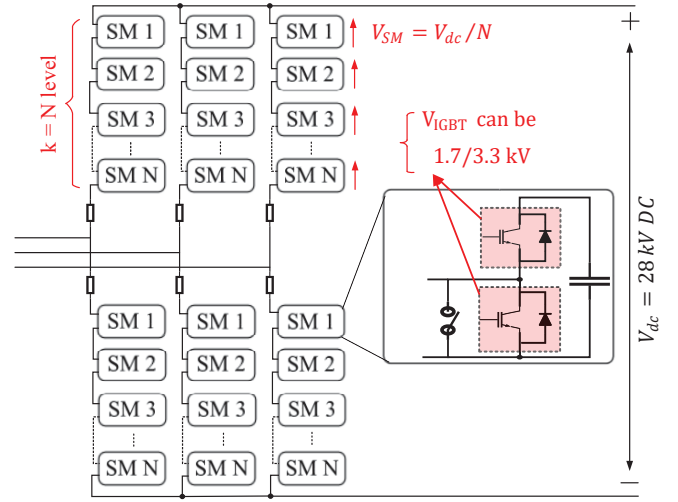 +
SM 1 SM 1 SM 1 V_SM = V_dc/N
SM 2 SM 2 SM 2
SM 3 SM 3 SM 3
SM N SM N SM N
k = N level
V_IGBT can be
1.7/3.3 kV
V_dc = 28 kV DC
SM 1 SM 1 SM 1
SM 2 SM 2 SM 2
SM 3 SM 3 SM 3
SM N SM N SM N
−